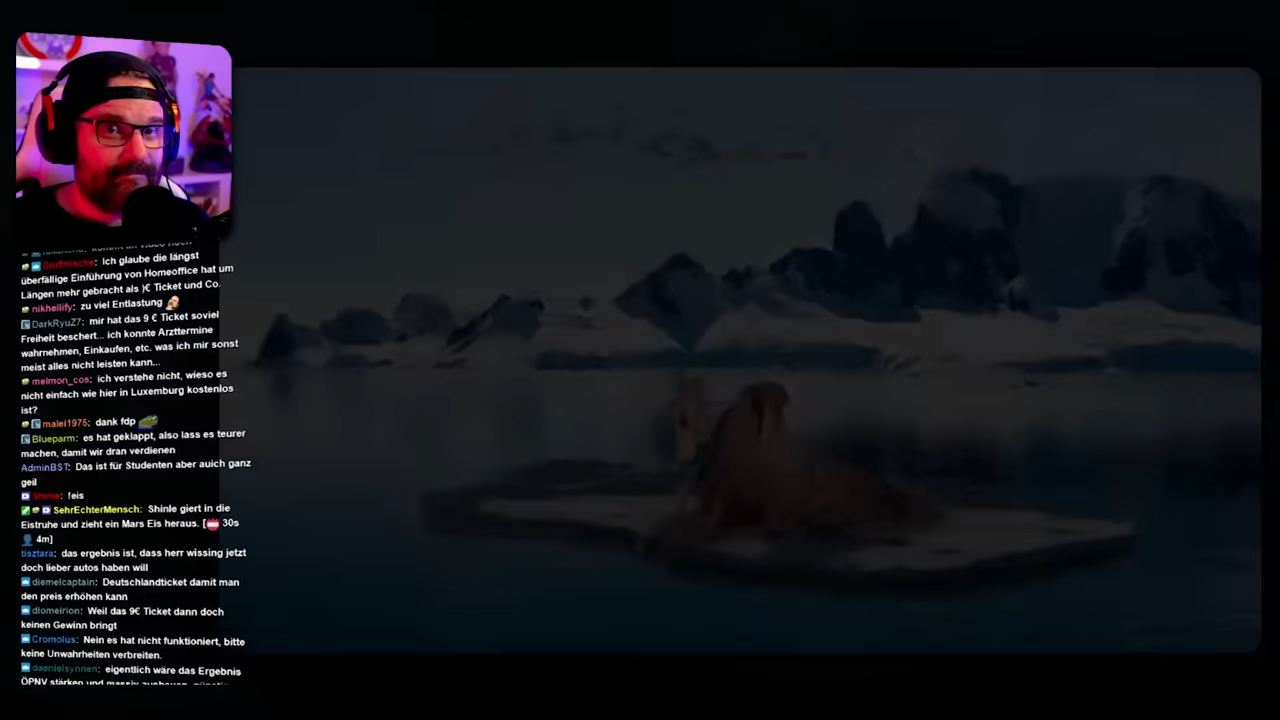 Dorfmische: Ich glaube die längst
überfällige Einführung von Homeoffice hat um
Längen mehr gebracht als )€ Ticket und Co.
nikhelify: zu viel Entlastung
DarkRyuZ7: mir hat das 9 € Ticket soviel
Freiheit beschert... ich konnte Arzttermine
wahrnehmen, Einkaufen, etc. was ich mir sonst
meist alles nicht leisten kann...
melmon_cos: ich verstehe nicht, wieso es
nicht einfach wie hier in Luxemburg kostenlos
ist?
malei1975: dank fdp
Blueparm: es hat geklappt, also lass es teurer
machen, damit wir dran verdienen
AdminBST: Das ist für Studenten aber auich ganz
geil
Shinle: !eis
SehrEchterMensch: Shinle giert in die
Eistruhe und zieht ein Mars Eis heraus. [ 30s
4m]
tisztara: das ergebnis ist, dass herr wissing jetzt
doch lieber autos haben will
diemelcaptain: Deutschlandticket damit man
den preis erhöhen kann
dlomeirion: Weil das 9€ Ticket dann doch
keinen Gewinn bringt
Cromolus: Nein es hat nicht funktioniert, bitte
keine Unwahrheiten verbreiten.
daenielsynnen: eigentlich wäre das Ergebnis
ÖPNV stärken und massiv ausbauen,